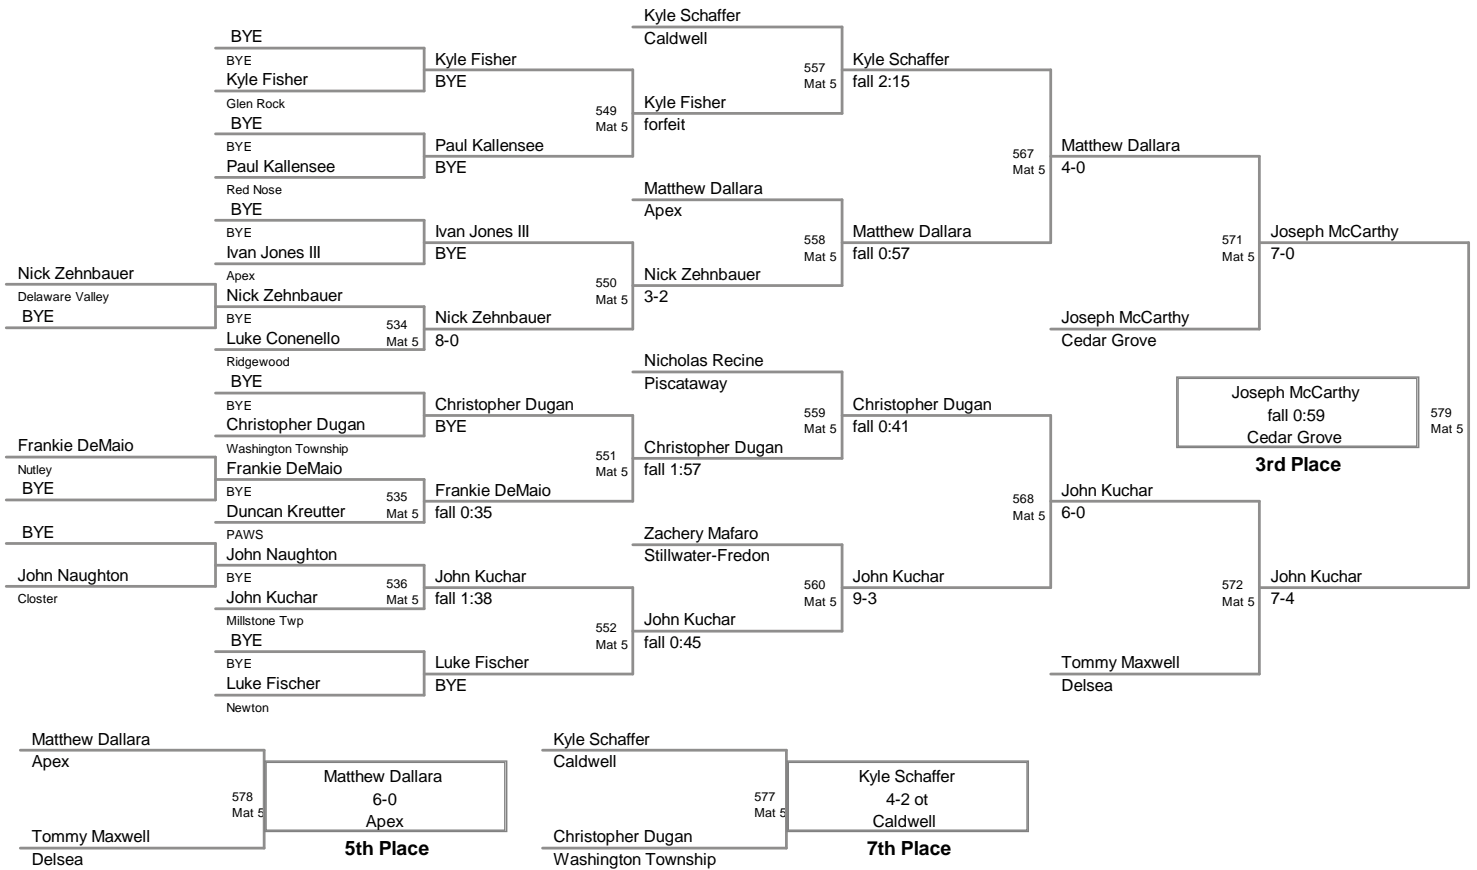 Nick Zehnbauer
Delaware Valley
BYE
Frankie DeMaio
Nutley
BYE
BYE
John Naughton
Closter
BYE
BYE
Kyle Fisher
Glen Rock
BYE
BYE
Paul Kallensee
Red Nose
BYE
BYE
Ivan Jones III
Apex
Nick Zehnbauer
BYE
Luke Conenello
Ridgewood
534
Mat 5
BYE
BYE
Christopher Dugan
Washington Township
Frankie DeMaio
BYE
Duncan Kreutter
PAWS
535
Mat 5
John Naughton
BYE
John Kuchar
Millstone Twp
536
Mat 5
BYE
BYE
Luke Fischer
Newton
Kyle Fisher
BYE
549
Mat 5
Paul Kallensee
BYE
Ivan Jones III
BYE
550
Mat 5
Nick Zehnbauer
8-0
Christopher Dugan
BYE
551
Mat 5
Frankie DeMaio
fall 0:35
John Kuchar
fall 1:38
552
Mat 5
Luke Fischer
BYE
Kyle Schaffer
Caldwell
557
Mat 5
Kyle Fisher
forfeit
Matthew Dallara
Apex
558
Mat 5
Nick Zehnbauer
3-2
Nicholas Recine
Piscataway
559
Mat 5
Christopher Dugan
fall 1:57
Zachery Mafaro
Stillwater-Fredon
560
Mat 5
John Kuchar
fall 0:45
Kyle Schaffer
fall 2:15
567
Mat 5
Matthew Dallara
fall 0:57
Christopher Dugan
fall 0:41
568
Mat 5
John Kuchar
9-3
Matthew Dallara
4-0
571
Mat 5
Joseph McCarthy
Cedar Grove
John Kuchar
6-0
572
Mat 5
Tommy Maxwell
Delsea
Joseph McCarthy
7-0
Joseph McCarthy
fall 0:59
Cedar Grove
3rd Place
579
Mat 5
John Kuchar
7-4
Matthew Dallara
Apex
578
Mat 5
Tommy Maxwell
Delsea
Matthew Dallara
6-0
Apex
5th Place
Kyle Schaffer
Caldwell
577
Mat 5
Christopher Dugan
Washington Township
Kyle Schaffer
4-2 ot
Caldwell
7th Place